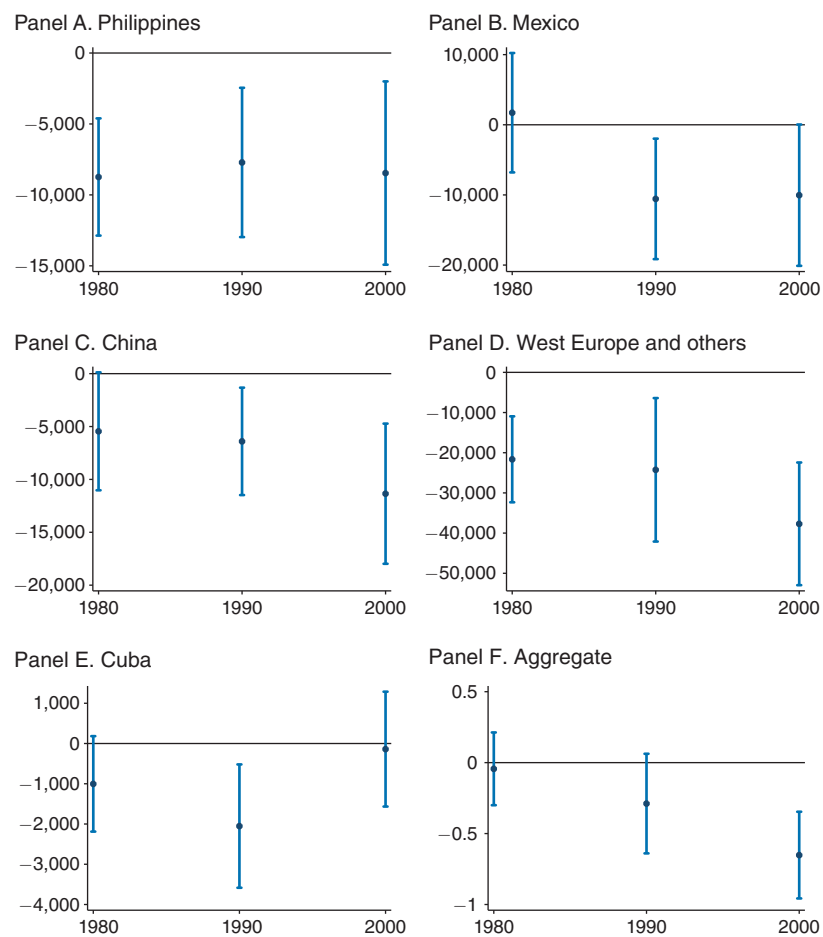 Panel A. Philippines
0
−5,000
−10,000
−15,000
1980 1990 2000
Panel B. Mexico
10,000
0
−10,000
−20,000
1980 1990 2000
Panel C. China
0
−5,000
−10,000
−15,000
−20,000
1980 1990 2000
Panel D. West Europe and others
0
−10,000
−20,000
−30,000
−40,000
−50,000
1980 1990 2000
Panel E. Cuba
1,000
0
−1,000
−2,000
−3,000
−4,000
1980 1990 2000
Panel F. Aggregate
0.5
0
−0.5
−1
1980 1990 2000